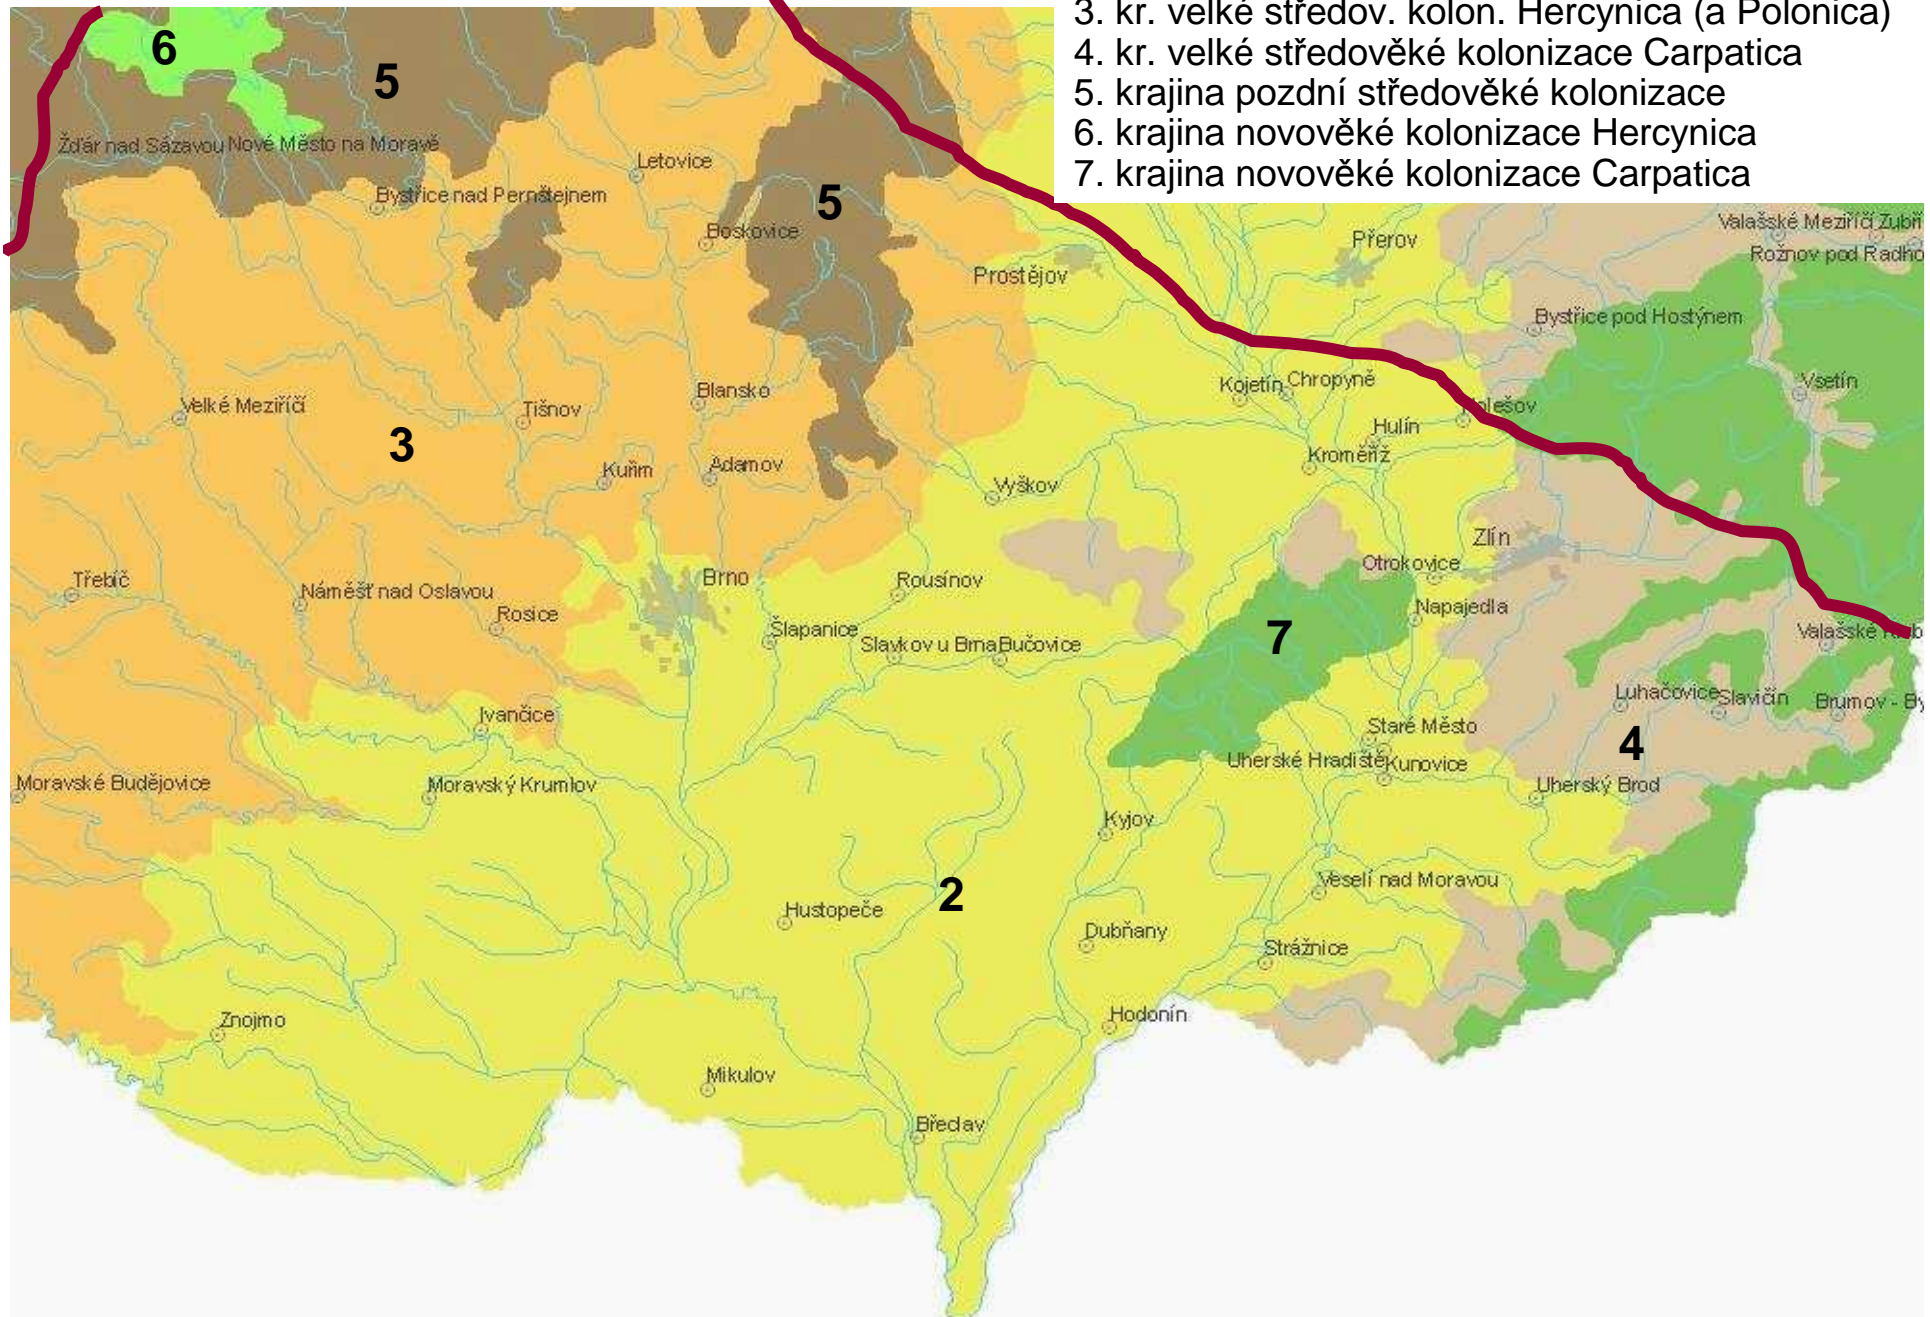 3. kr. velké středov. kolon. Hercynica (a Polonica)
4. kr. velké středověké kolonizace Carpatica
5. krajina pozdní středověké kolonizace
6. krajina novověké kolonizace Hercynica
7. krajina novověké kolonizace Carpatica
6
5
Žďár nad Sázavou Nové Město na Moravě
Letovice
Bystřice nad Pernštejnem
5
Boskovice
Prostějov
Přerov
Valašské Meziříčí Zubří
Rožnov pod Radho
Bystřice pod Hostýnem
Velké Meziříčí
Tišnov
Blansko
Kojetín Chropyně
Vsetín
3
Hulín
Kuřim
Adamov
Kroměříž
Vyškov
Zlín
Třebíč
Náměšť nad Oslavou
Rosice
Brno
Rousínov
Otrokovice
Napajedla
7
Šlapanice
Slavkov u Brna Bučovice
Valašské
Luhačovice Slavičín Brumov - By
Ivančice
Staré Město
4
Uherské Hradiště Kunovice
Moravské Budějovice
Moravský Krumlov
Uherský Brod
Kyjov
Veselí nad Moravou
2
Hustopeče
Dubňany
Strážnice
Znojmo
Hodonín
Mikulov
Břeclav